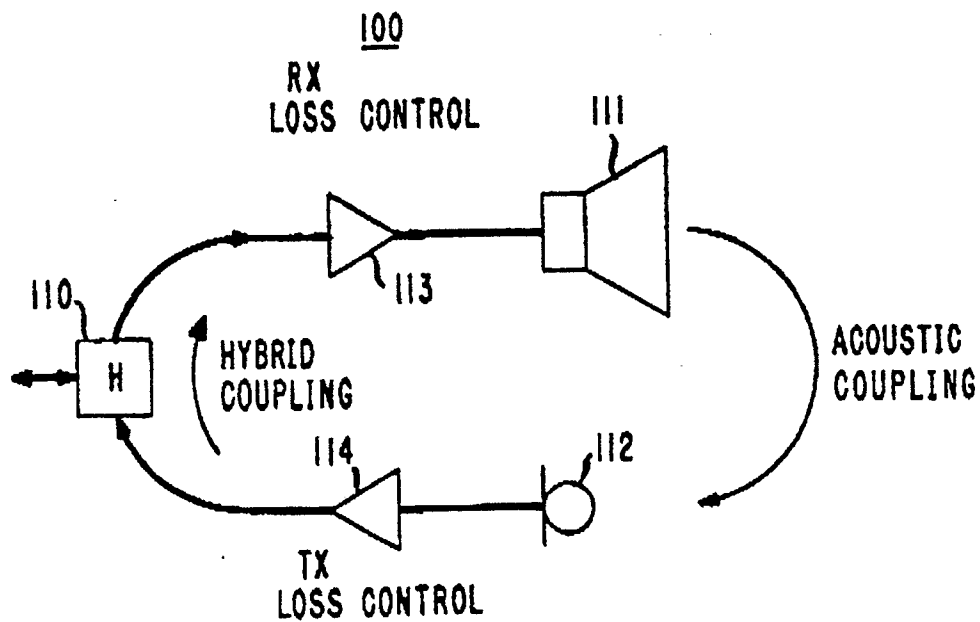 100
RX
LOSS CONTROL
111
113
110
H
HYBRID
COUPLING
ACOUSTIC
COUPLING
114
112
TX
LOSS CONTROL